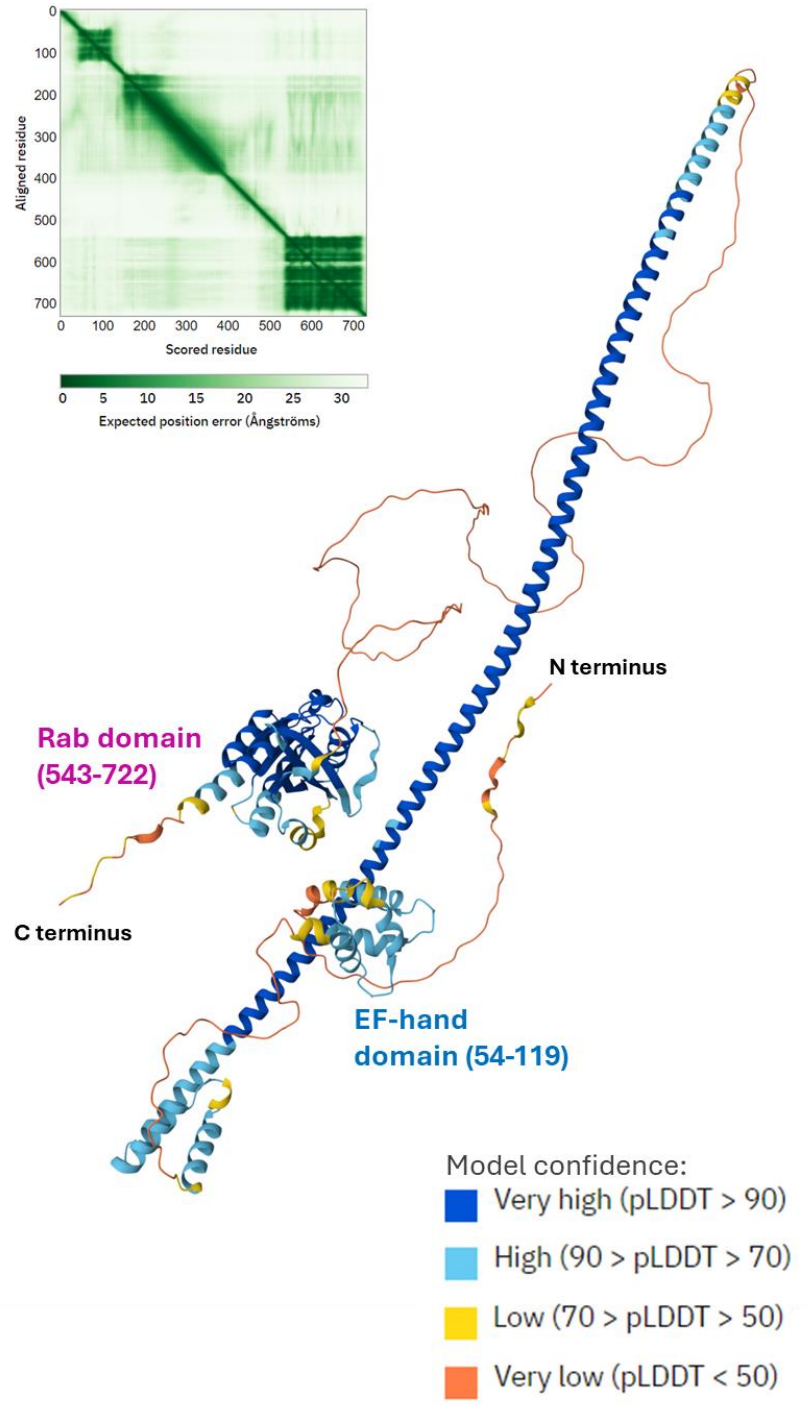 0
100
200
300
400
500
600
700
Aligned residue
0 100 200 300 400 500 600 700
Scored residue
0 5 10 15 20 25 30
Expected position error (Ångströms)
N terminus
Rab domain
(543-722)
C terminus
EF-hand
domain (54-119)
Model confidence:
Very high (pLDDT > 90)
High (90 > pLDDT > 70)
Low (70 > pLDDT > 50)
Very low (pLDDT < 50)